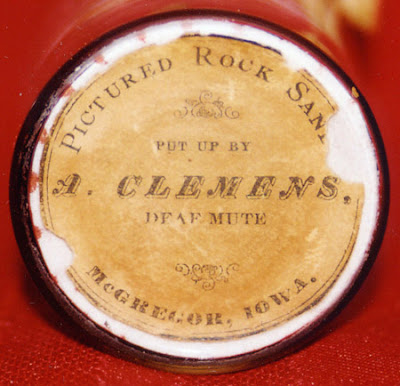 PICTURED ROCK SAN
PUT UP BY
A. CLEMENS,
DEAF MUTE
MCGREGOR, IOWA.